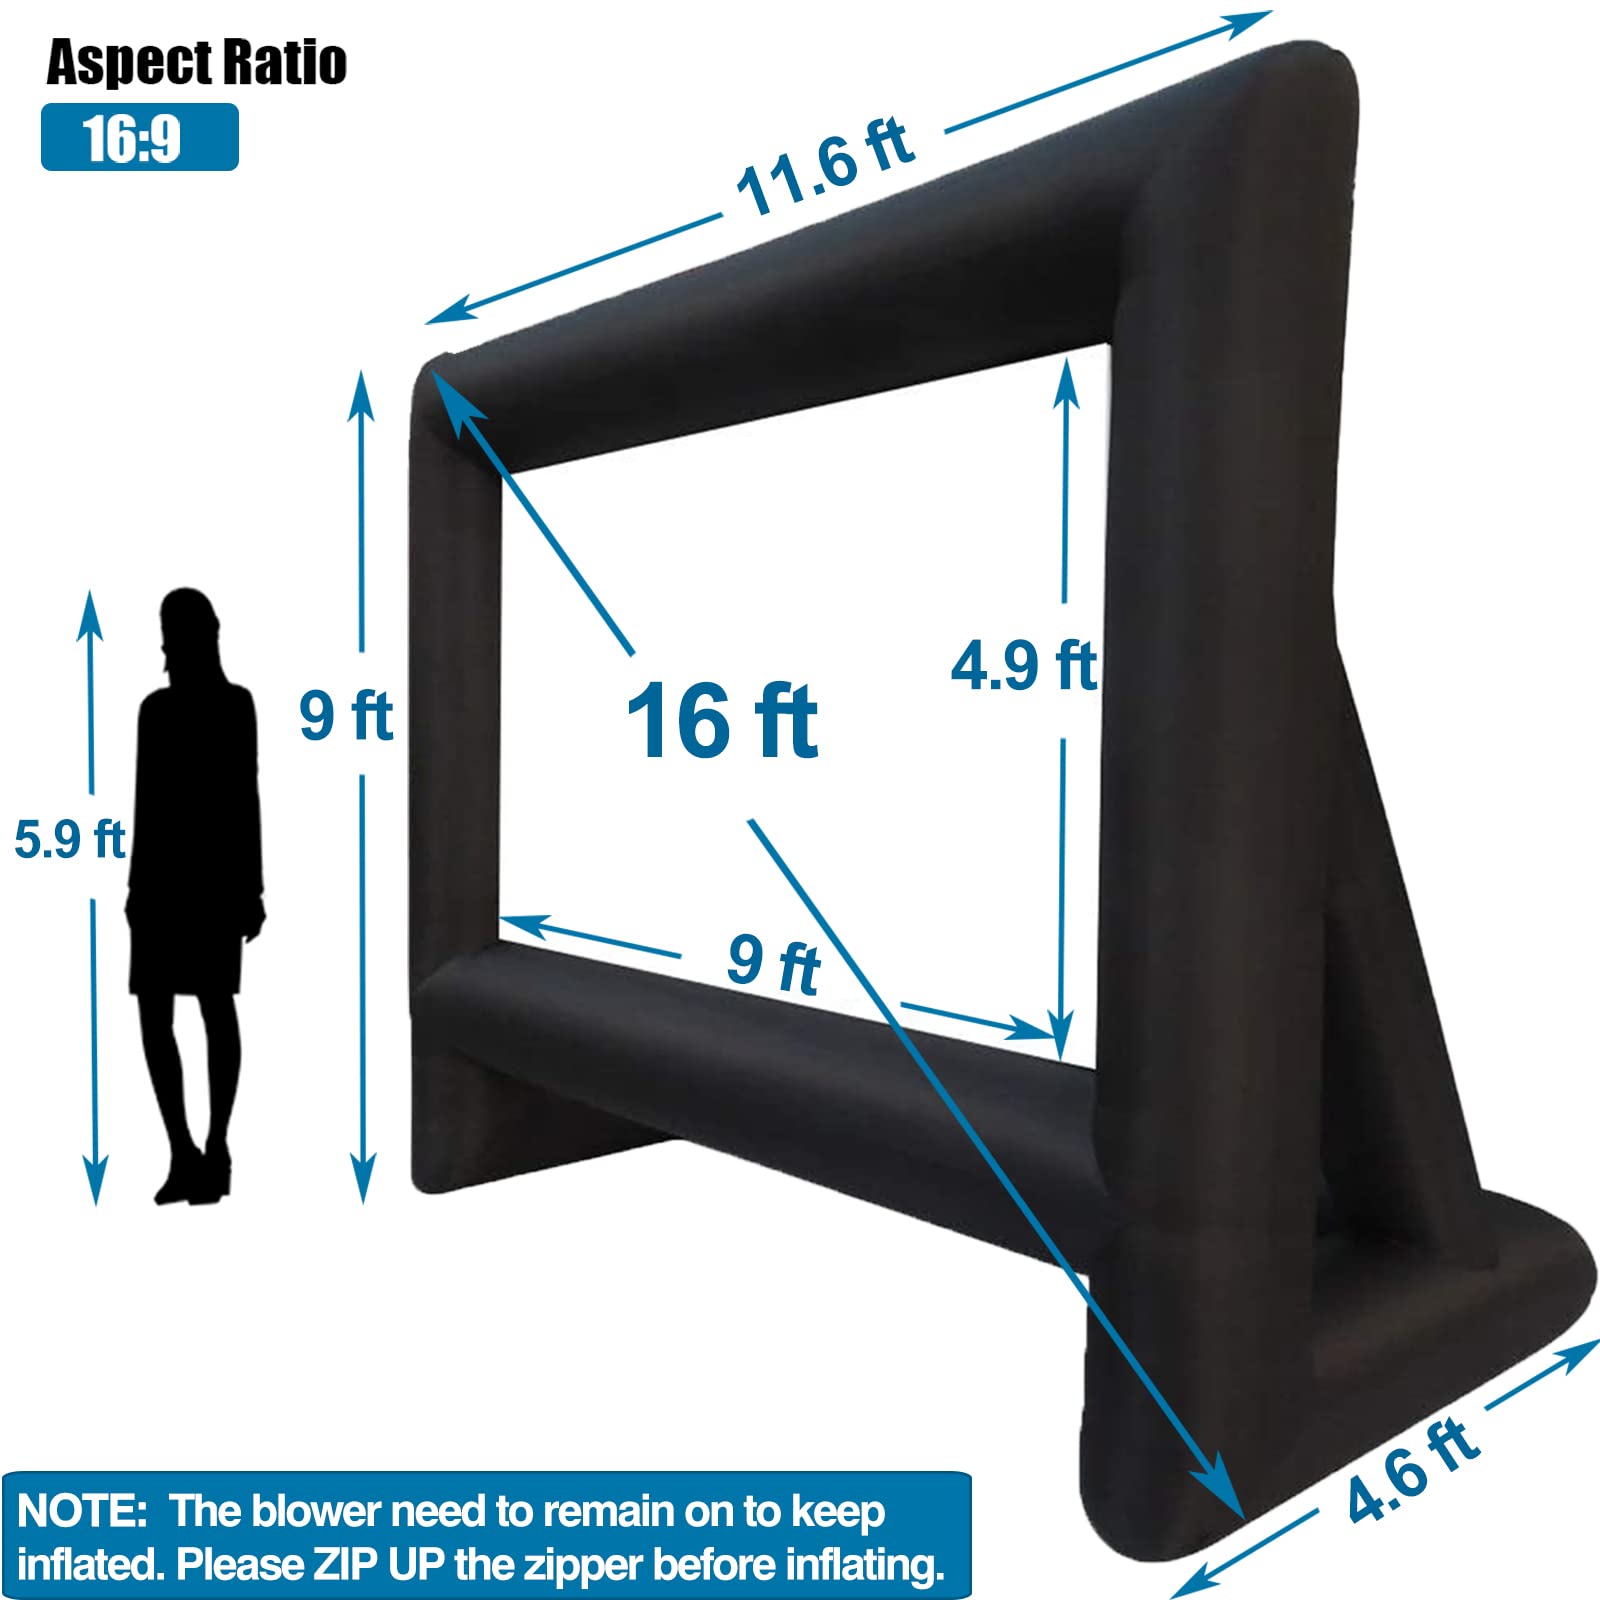 Aspect Ratio
16:9
11.6 ft
9 ft
4.9 ft
16 ft
5.9 ft
9 ft
4.6 ft
NOTE: The blower need to remain on to keep
inflated. Please ZIP UP the zipper before inflating.